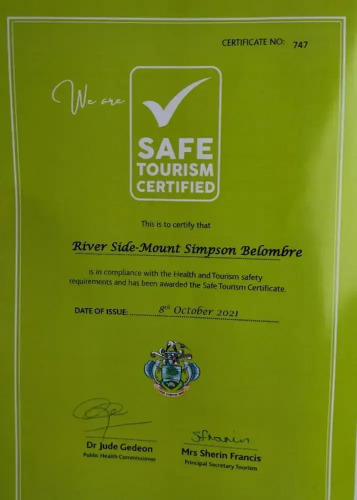 CERTIFICATE NO: 747
We are
SAFE
TOURISM
CERTIFIED
This is to certify that
River Side-Mount Simpson Belombre
is in compliance with the Health and Tourism safety
requirements and has been awarded the Safe Tourism Certificate.
DATE OF ISSUE: 8th October 2021
Dr Jude Gedeon
Public Health Commissioner
SFrancis
Mrs Sherin Francis
Principal Secretary Tourism